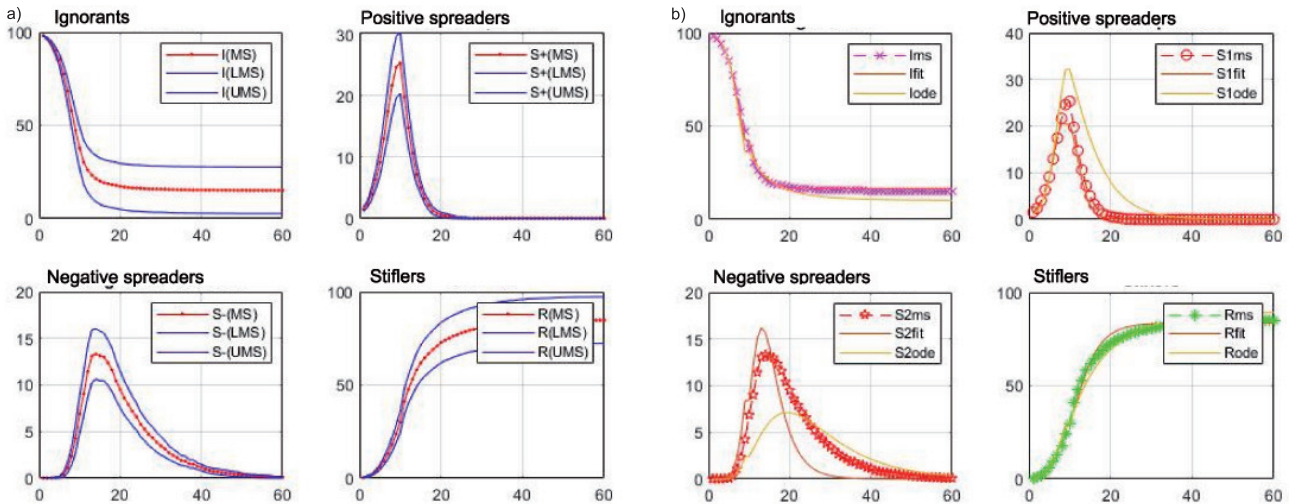 a)
Ignorants
100
50
0
0
20
40
60
I(MS)
I(LMS)
I(UMS)
Positive spreaders
30
20
10
0
0
20
40
60
S+(MS)
S+(LMS)
S+(UMS)
Negative spreaders
20
15
10
5
0
0
20
40
60
S-(MS)
S-(LMS)
S-(UMS)
Stiflers
100
50
0
0
20
40
60
R(MS)
R(LMS)
R(UMS)
b)
Ignorants
100
50
0
0
20
40
60
Ims
Ifit
Iode
Positive spreaders
40
30
20
10
0
0
20
40
60
S1ms
S1fit
S1ode
Negative spreaders
20
15
10
5
0
0
20
40
60
S2ms
S2fit
S2ode
Stiflers
100
50
0
0
20
40
60
Rms
Rfit
Rode